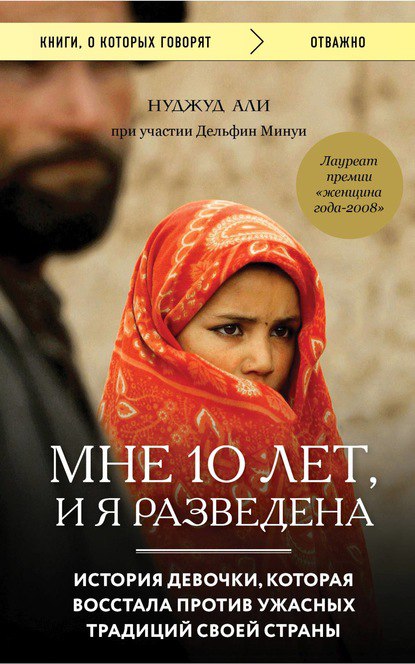 КНИГИ, О КОТОРЫХ ГОВОРЯТ
ОТВАЖНО
НУДЖУД АЛИ
при участии Дельфин Минуи
Лауреат
премии
«женщина
года-2008»
МНЕ 10 ЛЕТ,
И Я РАЗВЕДЕНА
ИСТОРИЯ ДЕВОЧКИ, КОТОРАЯ
ВОССТАЛА ПРОТИВ УЖАСНЫХ
ТРАДИЦИЙ СВОЕЙ СТРАНЫ